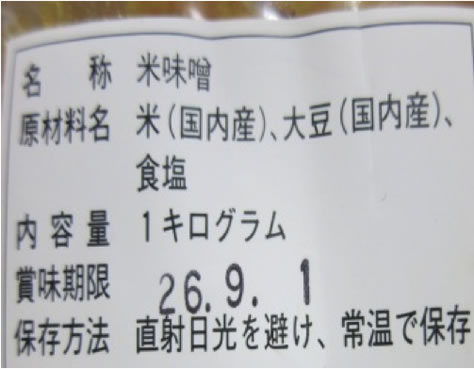 名称 米味噌
原材料名 米（国内産）、大豆（国内産）、
食塩
内容量 1キログラム
賞味期限 26.9.1
保存方法 直射日光を避け、常温で保存